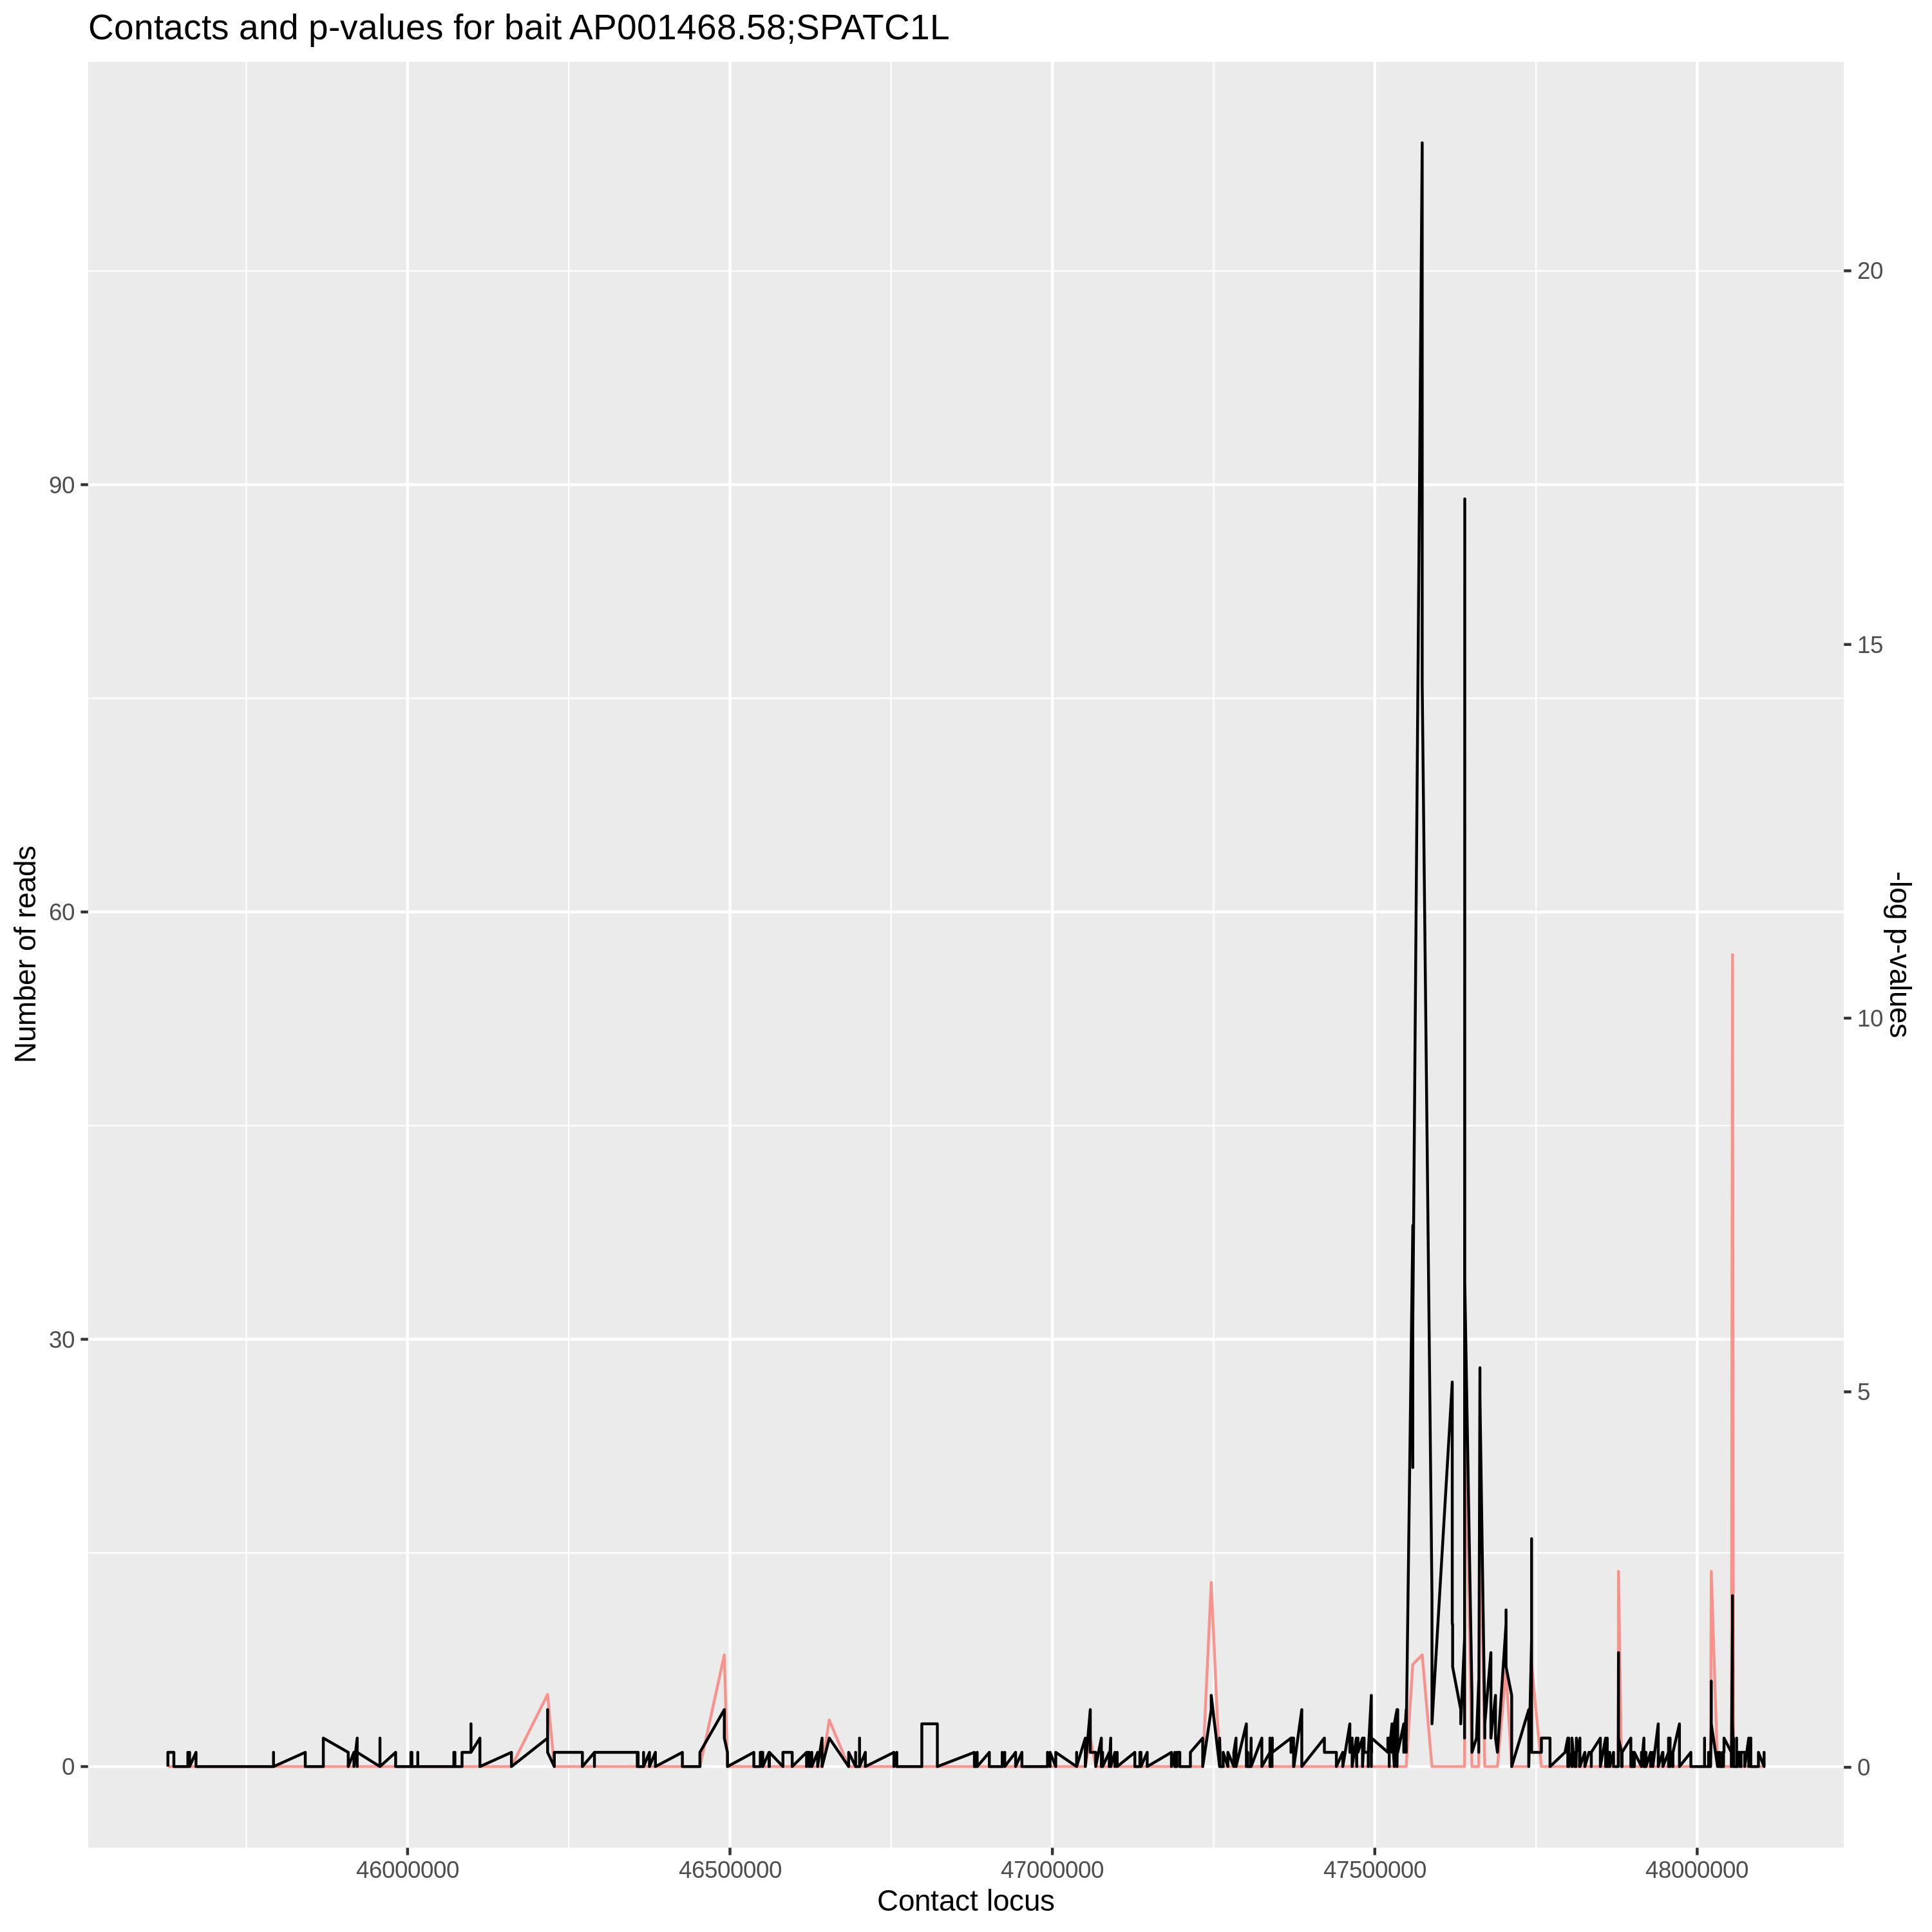 Contacts and p-values for bait AP001468.58;SPATC1L
90
60
30
0
Number of reads
20
15
10
5
0
-log p-values
46000000 46500000 47000000 47500000 48000000
Contact locus